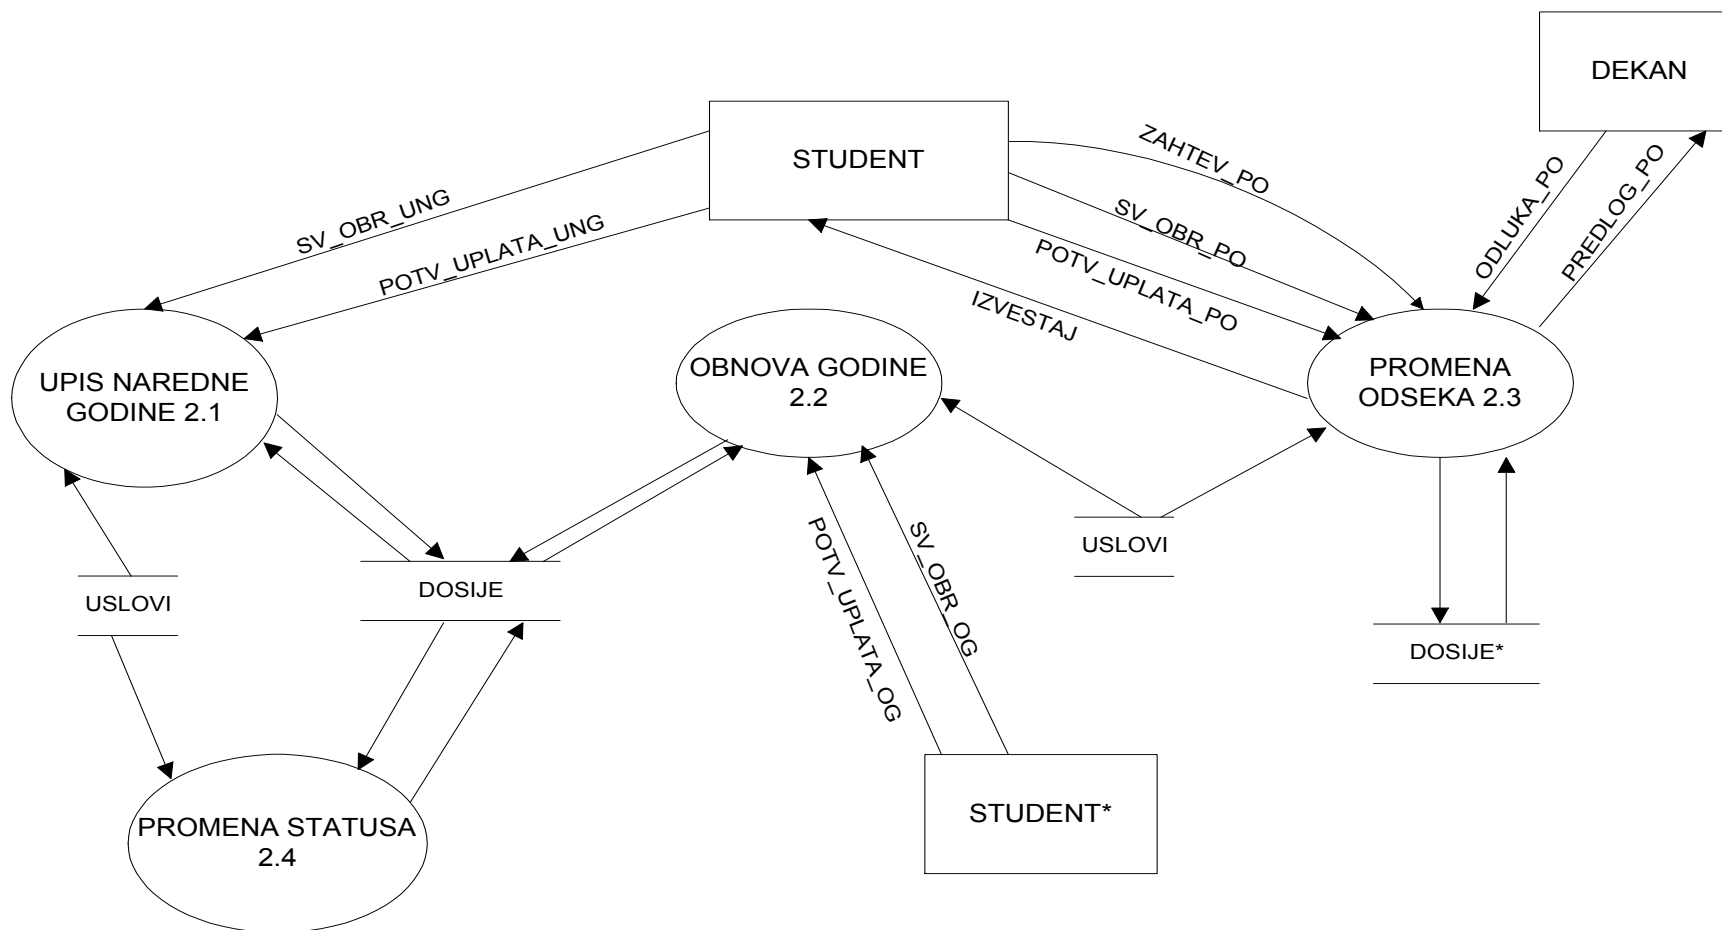 DEKAN
STUDENT
ZAHTEV_PO
SV_OBR_PO
POTV_UPLATA_PO
IZVESTAJ
ODLUKA_PO
PREDLOG_PO
SV_OBR_UNG
POTV_UPLATA_UNG
UPIS NAREDNE
GODINE 2.1
OBNOVA GODINE
2.2
PROMENA
ODSEKA 2.3
USLOVI
DOSIJE
USLOVI
DOSIJE*
POTV_UPLATA_OG
SV_OBR_OG
PROMENA STATUSA
2.4
STUDENT*